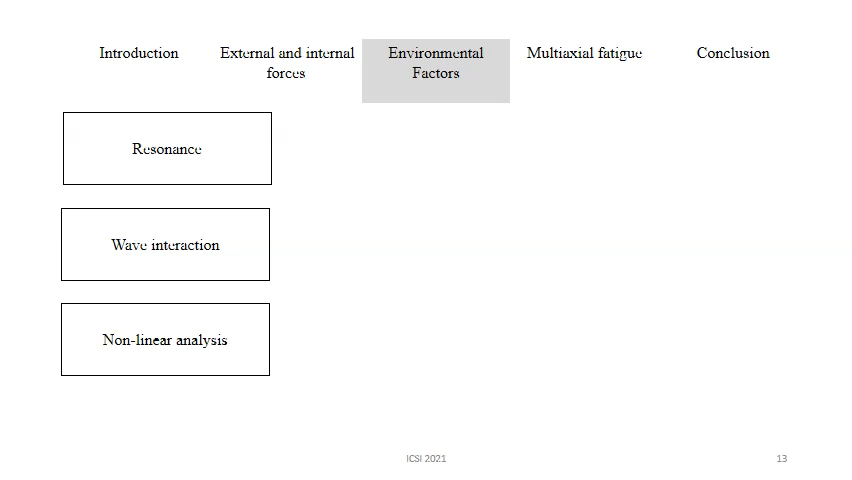 Introduction
External and internal
forces
Environmental
Factors
Multiaxial fatigue
Conclusion
Resonance
Wave interaction
Non-linear analysis
ICSI 2021
13